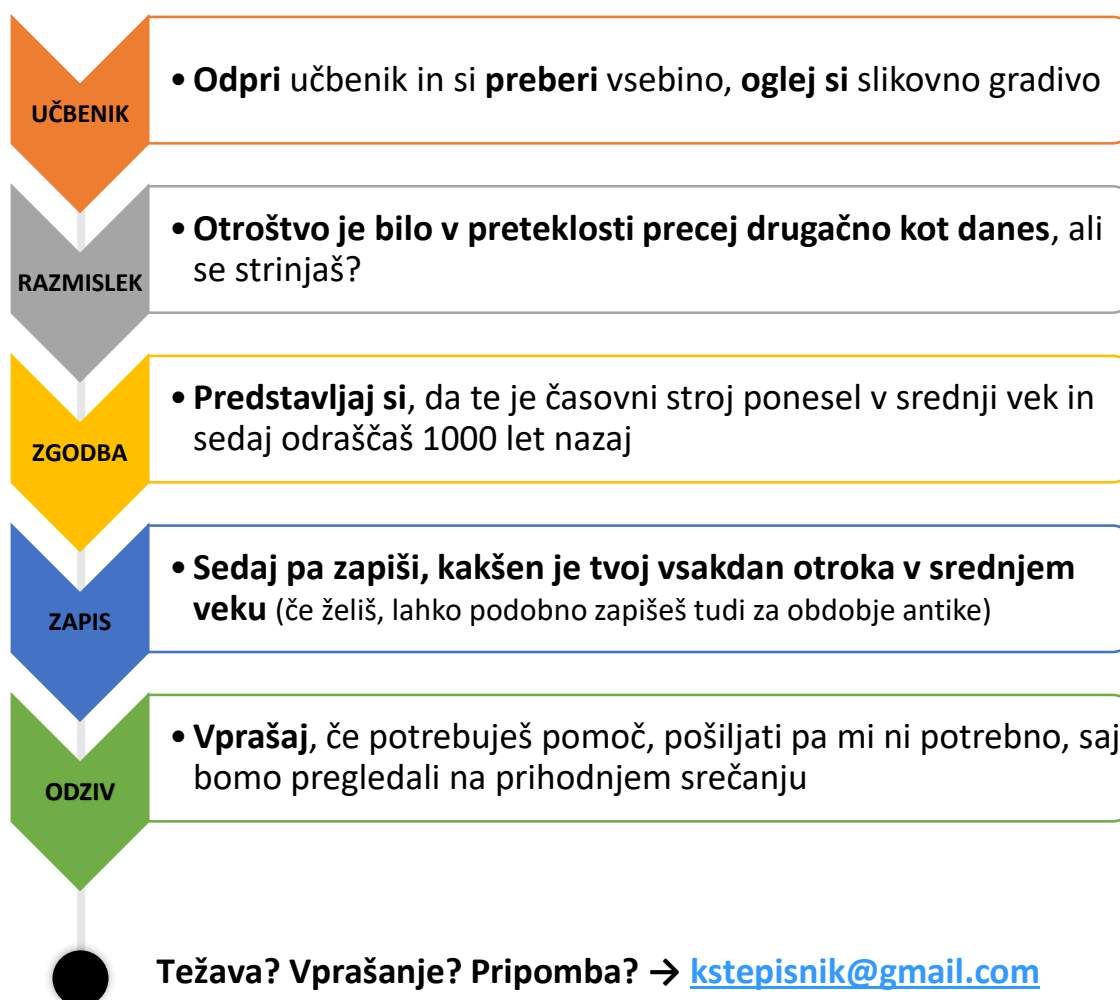 UČBENIK
• Odpri učbenik in si preberi vsebino, oglej si slikovno gradivo
RAZMISLEK
• Otroštvo je bilo v preteklosti precej drugačno kot danes, ali
se strinjaš?
ZGODBA
• Predstavljaj si, da te je časovni stroj ponesel v srednji vek in
sedaj odraščaš 1000 let nazaj
ZAPIS
• Sedaj pa zapiši, kakšen je tvoj vsakdan otroka v srednjem
veku (če želiš, lahko podobno zapišeš tudi za obdobje antike)
ODZIV
• Vprašaj, če potrebuješ pomoč, pošiljati pa mi ni potrebno, saj
bomo pregledali na prihodnjem srečanju
Težava? Vprašanje? Pripomba? → kstepisnik@gmail.com